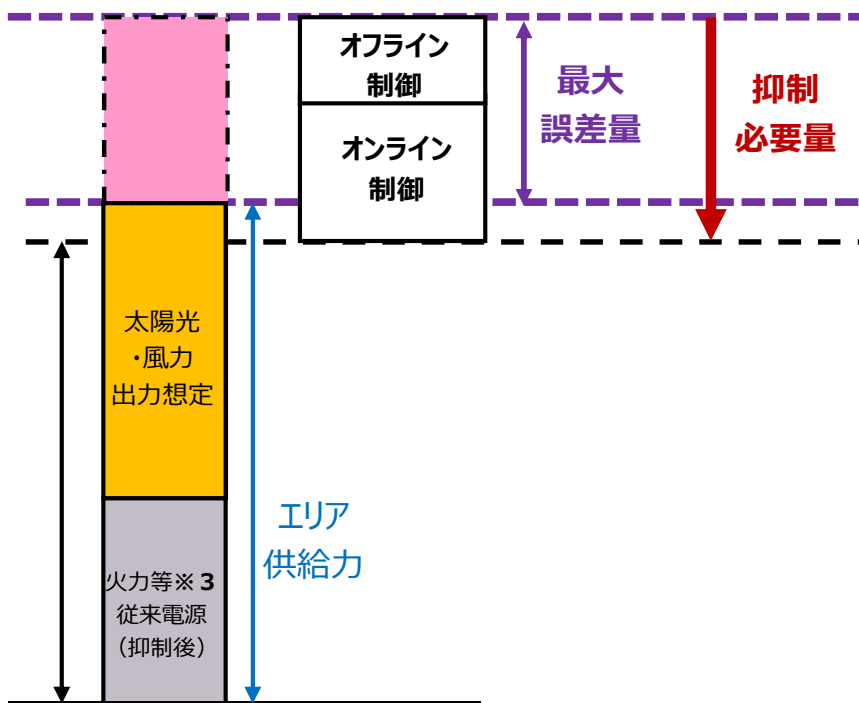 オフライン
制御
オンライン
制御
最大
誤差量
抑制
必要量
太陽光
・風力
出力想定
エリア
供給力
火力等※３
従来電源
（抑制後）